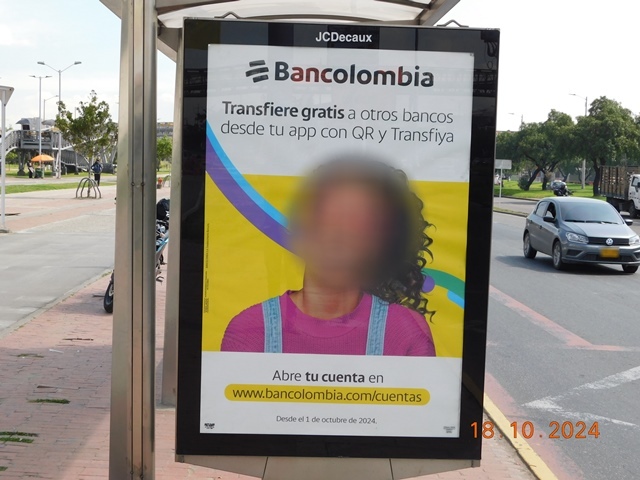 JCDecaux
Bancolombia
Transfiere gratis a otros bancos
desde tu app con QR y Transfiya
Abre tu cuenta en
www.bancolombia.com/cuentas
Desde el 1 de octubre de 2024.
18.10.2024